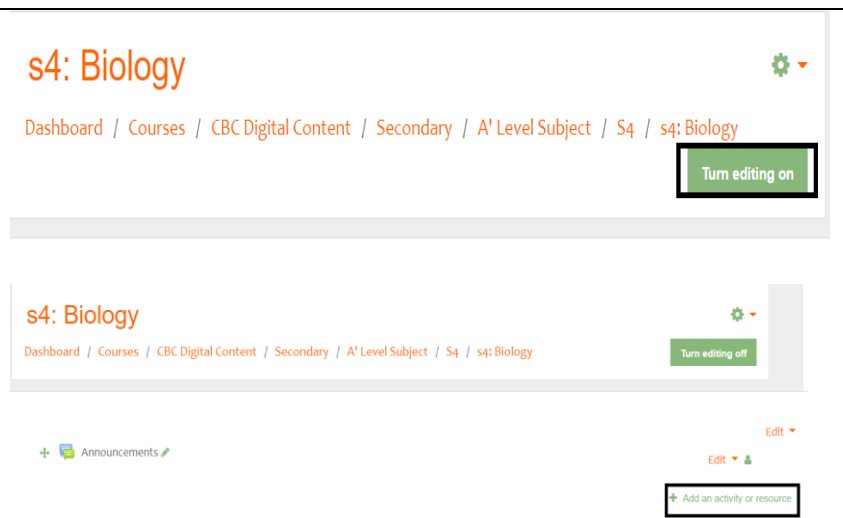 s4: Biology
Dashboard / Courses / CBC Digital Content / Secondary / A' Level Subject / S4 / s4: Biology
Turn editing on
s4: Biology
Dashboard / Courses / CBC Digital Content / Secondary / A' Level Subject / S4 / s4: Biology
Turn editing off
Edit
Announcements
Edit
+ Add an activity or resource